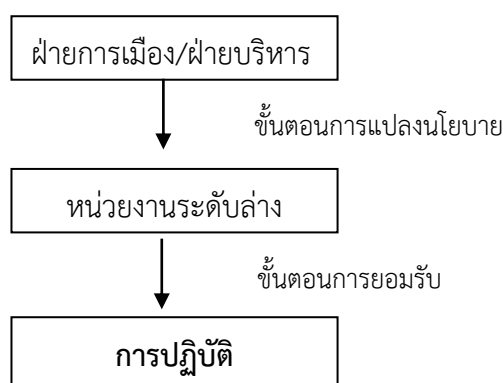 ฝ่ายการเมือง/ฝ่ายบริหาร
ขั้นตอนการแปลงนโยบาย
หน่วยงานระดับล่าง
ขั้นตอนการยอมรับ
การปฏิบัติ